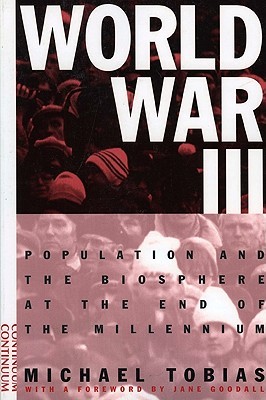 WORLD
WAR
III
POPULATION AND
THE BIOSPHERE
AT THE END OF
THE MILLENNIUM
MICHAEL TOBIAS
WITH A FOREWORD BY JANE GOODALL
CONTINUUM
CONTINUUM